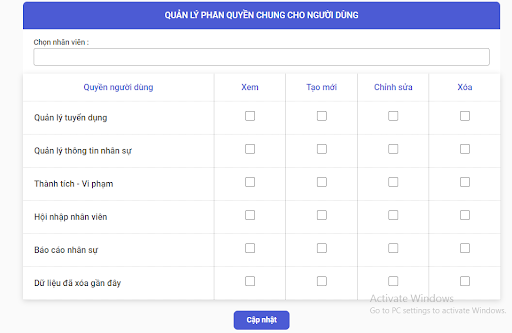 QUẢN LÝ PHAN QUYỀN CHUNG CHO NGƯỜI DÙNG
Chọn nhân viên :
Quyền người dùng Xem Tạo mới Chỉnh sửa Xóa
Quản lý tuyển dụng
Quản lý thông tin nhân sự
Thành tích - Vi phạm
Hội nhập nhân viên
Báo cáo nhân sự
Dữ liệu đã xóa gần đây
Activate Windows
Go to PC settings to activate Windows.
Cập nhật